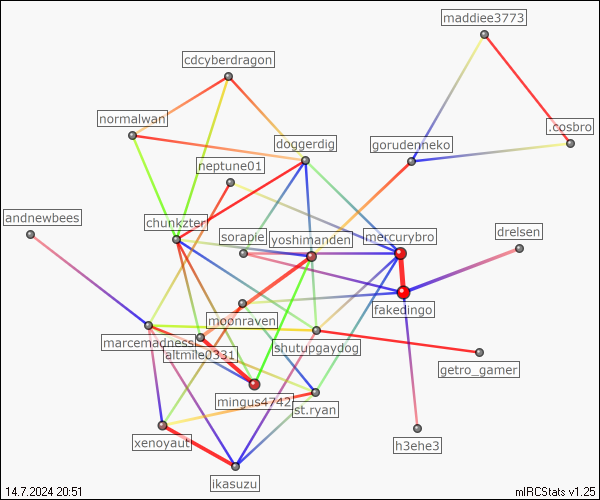 maddiee3773
cdcyberdragon
normalwan
.cosbro
doggerdig
gorudenneko
neptune01
andnewbees
chunkzter
drelsen
sorapie
yoshimanden
mercurybro
fakedingo
moonraven
marcemadness
shutupgaydog
altmile0331
getro_gamer
mingus4742
st.ryan
xenoyaut
h3ehe3
ikasuzu
14.7.2024 20:51
mIRCStats v1.25